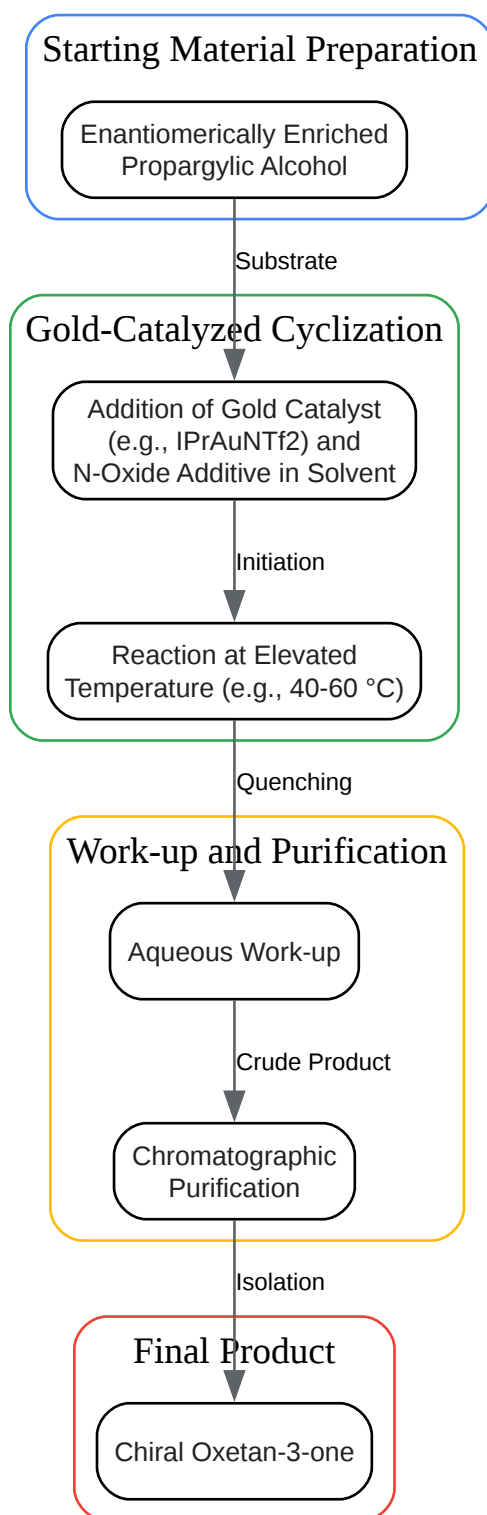 Starting Material Preparation
Enantiomerically Enriched
Propargylic Alcohol
Substrate
Gold-Catalyzed Cyclization
Addition of Gold Catalyst
(e.g., IPrAuNTf2) and
N-Oxide Additive in Solvent
Initiation
Reaction at Elevated
Temperature (e.g., 40-60 °C)
Quenching
Work-up and Purification
Aqueous Work-up
Crude Product
Chromatographic
Purification
Isolation
Final Product
Chiral Oxetan-3-one